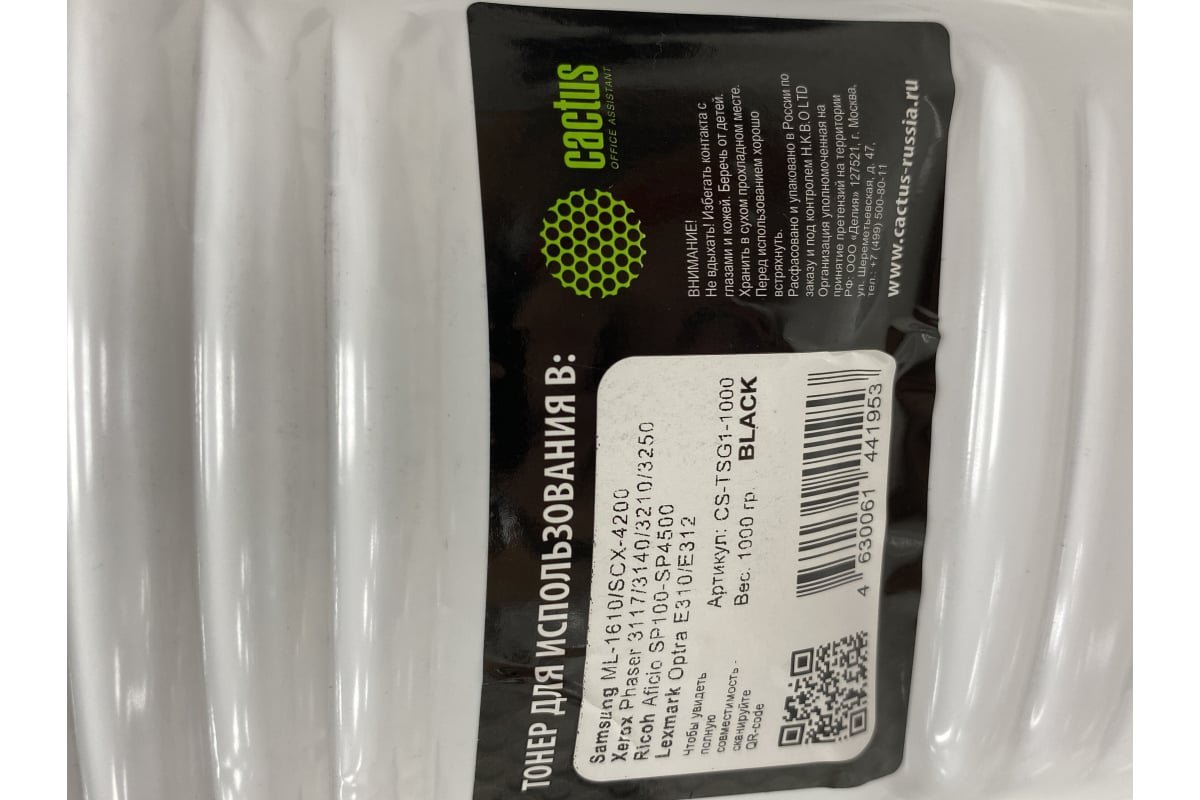 ТОНЕР ДЛЯ ИСПОЛЬЗОВАНИЯ В:
cactus
OFFICE ASSISTANT
Samsung ML-1610/SCX-4200
Xerox Phaser 3117/3140/3210/3250
Ricoh Aficio SP100-SP4500
Lexmark Optra E310/E312
Чтобы увидеть
полную
совместимость -
сканируйте
QR-code
Артикул: CS-TSG1-1000
Вес. 1000 гр. BLACK
4 630061 441953
ВНИМАНИЕ!
Не вдыхать! Избегать контакта с
глазами и кожей. Беречь от детей.
Хранить в сухом прохладном месте.
Перед использованием хорошо
встряхнуть.
Расфасовано и упаковано в России по
заказу и под контролем H.K.B.O LTD
Организация уполномоченная на
принятие претензий на территории
РФ: ООО «Делия» 127521, г. Москва,
ул. Шереметьевская, д. 47,
тел.: +7 (499) 500-80-11
www.cactus-russia.ru